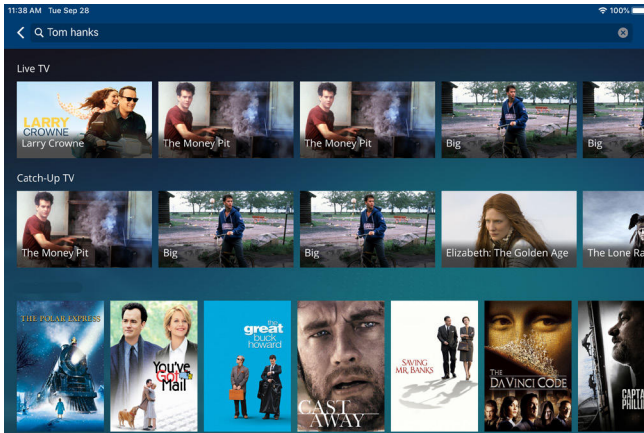 11:38 AM Tue Sep 28
100%
Tom hanks
Live TV
LARRY
CROWNE
Larry Crowne
The Money Pit
The Money Pit
Big
Big
Catch-Up TV
The Money Pit
Big
Big
Elizabeth: The Golden Age
The Lone Ra
THE POLAR EXPRESS
You've
Got
Mail
the
great
buck
howard
CAST
AWAY
SAVING
MR. BANKS
THE
DA VINCI CODE
CAPTA
PHILLI